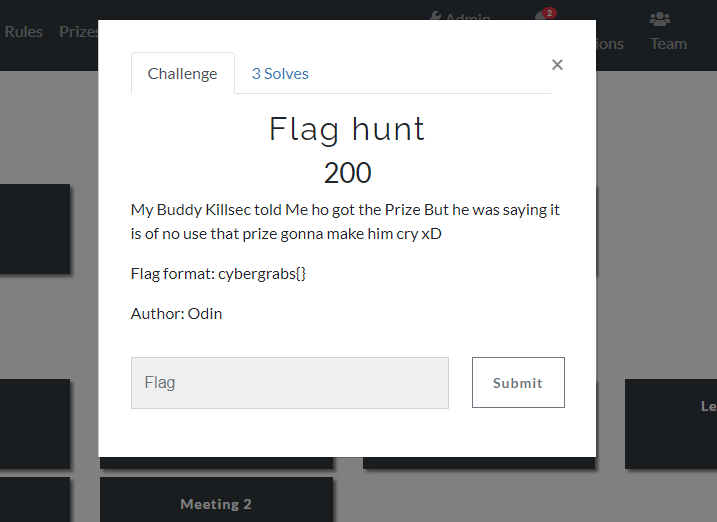 Rules Prizes Admin 2
ions Team
Challenge 3 Solves ×
Flag hunt
200
My Buddy Killsec told Me ho got the Prize But he was saying it
is of no use that prize gonna make him cry xD
Flag format: cybergrabs{}
Author: Odin
Flag Submit
Le
Meeting 2